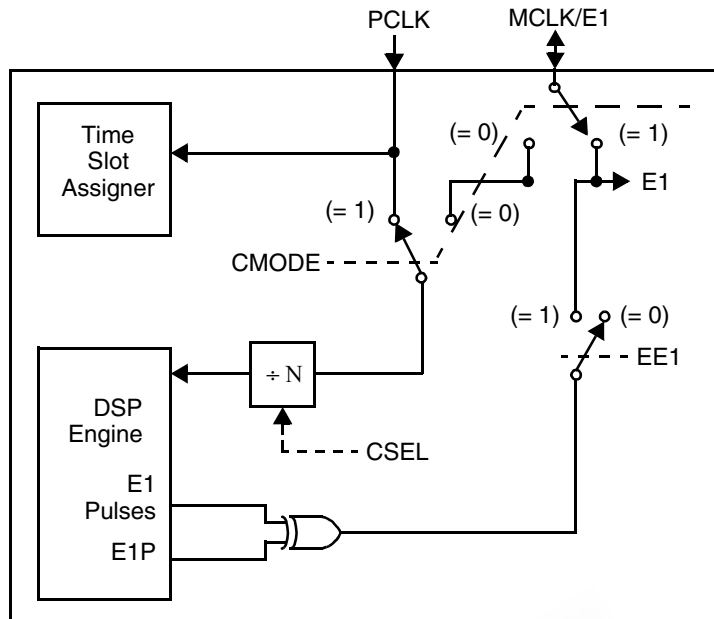 PCLK
MCLK/E1
Time
Slot
Assigner
(= 0)
(= 1)
E1
(= 1)
(= 0)
CMODE
(= 1)
(= 0)
EE1
÷ N
DSP
Engine
CSEL
E1
Pulses
E1P